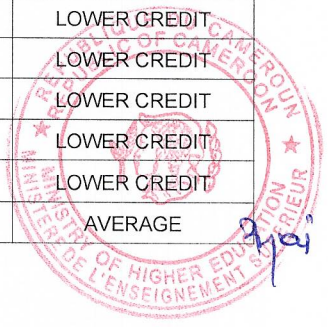 LOWER CREDIT
LOWER CREDIT
LOWER CREDIT
LOWER CREDIT
LOWER CREDIT
AVERAGE
REPUBLIQUE DU CAMEROUN
REPUBLIC OF CAMEROON
MINISTRY OF HIGHER EDUCATION
MINISTERE DE L'ENSEIGNEMENT SUPERIEUR